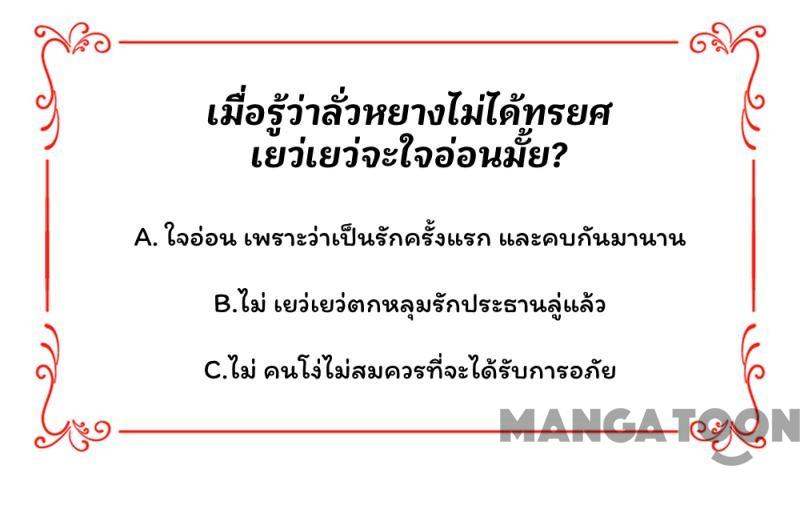 เมื่อรู้ว่าลั่วหยางไม่ได้ทรยศ
เยว่เยว่จะใจอ่อนมั้ย?
A. ใจอ่อน เพราะว่าเป็นรักครั้งแรก และคบกันมานาน
B.ไม่ เยว่เยว่ตกหลุมรักประธานลู่แล้ว
C.ไม่ คนโง่ไม่สมควรที่จะได้รับการอภัย
MANGATOON